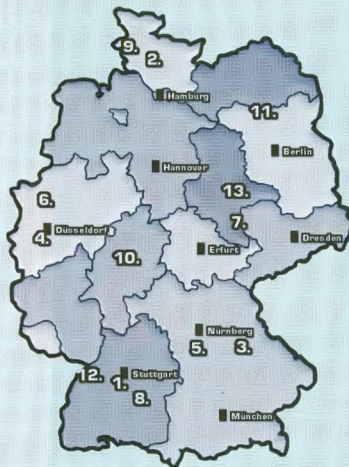 9.
2.
Hamburg
11.
Berlin
Hannover
13.
6.
7.
4. Düsseldorf
Dresden
10.
Erfurt
Nürnberg
5.
3.
12.
Stuttgart
1.
8.
München